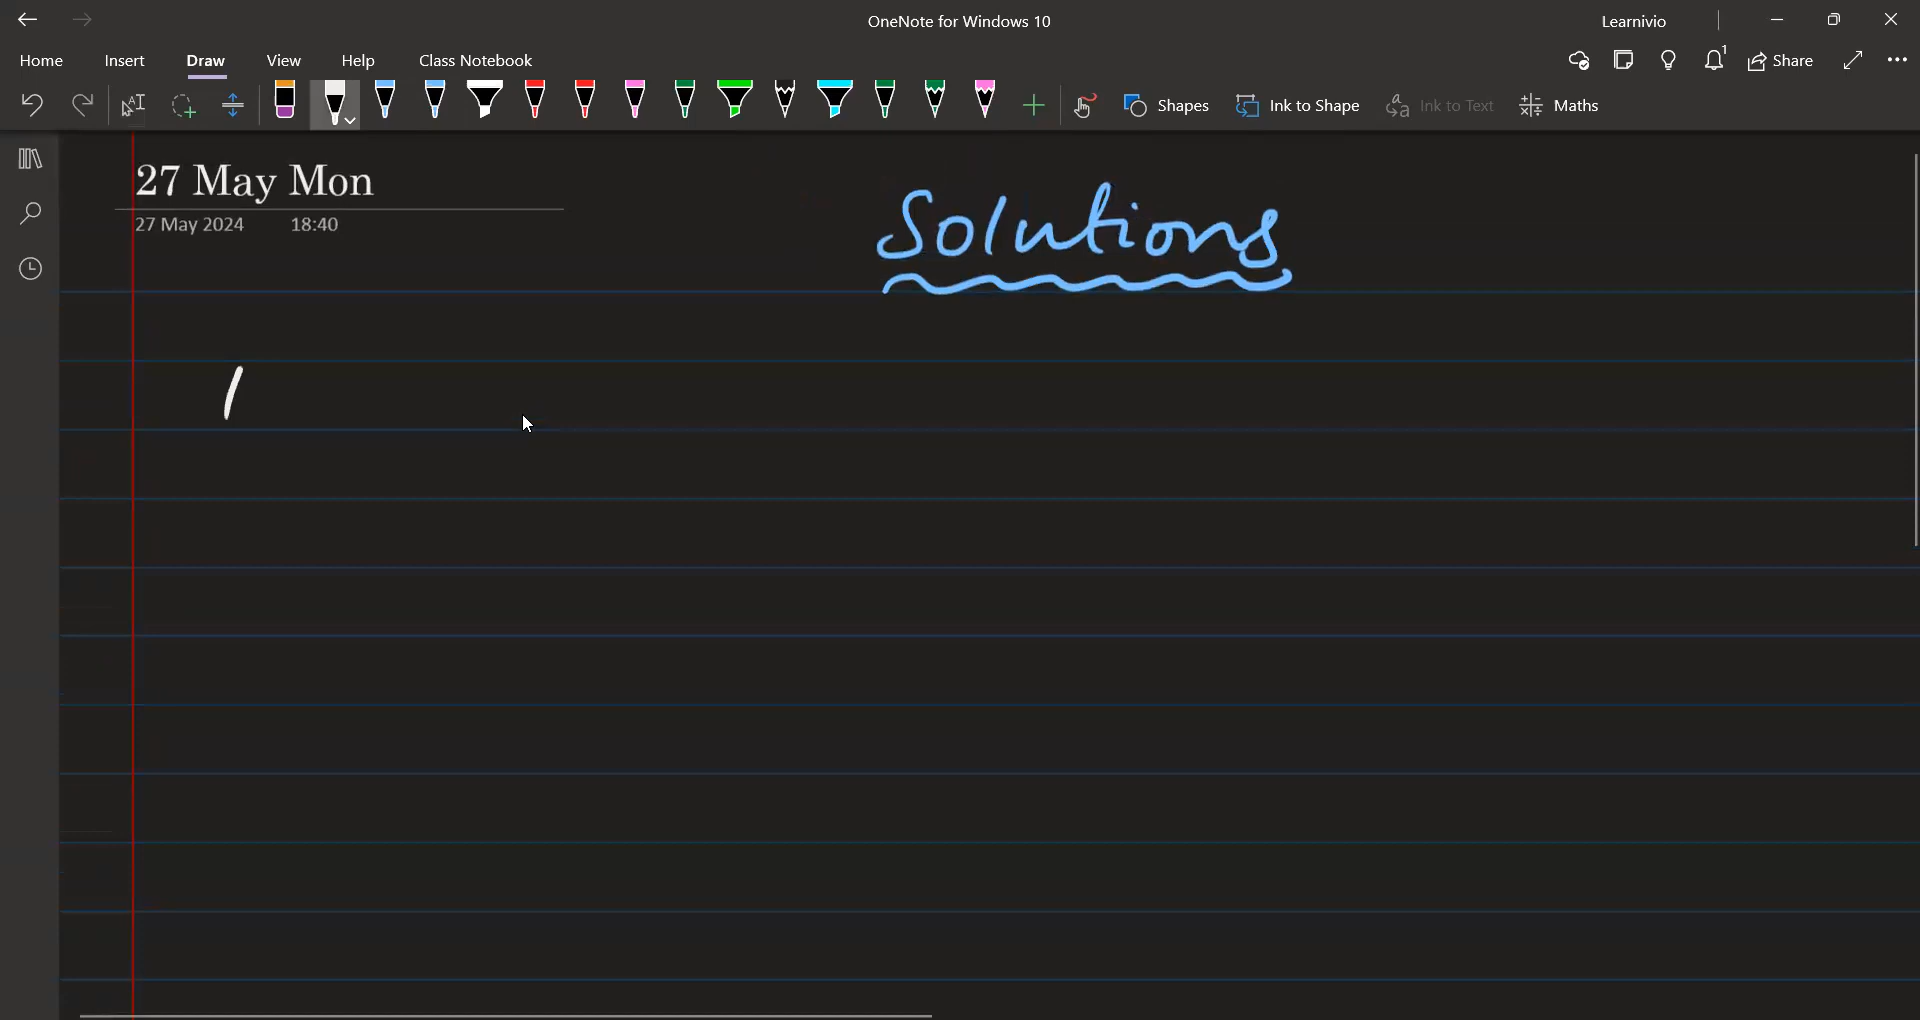 OneNote for Windows 10
Learnivio
Home Insert Draw View Help Class Notebook
1
Share
Shapes Ink to Shape Ink to Text Maths
27 May Mon
27 May 2024 18:40
Solutions